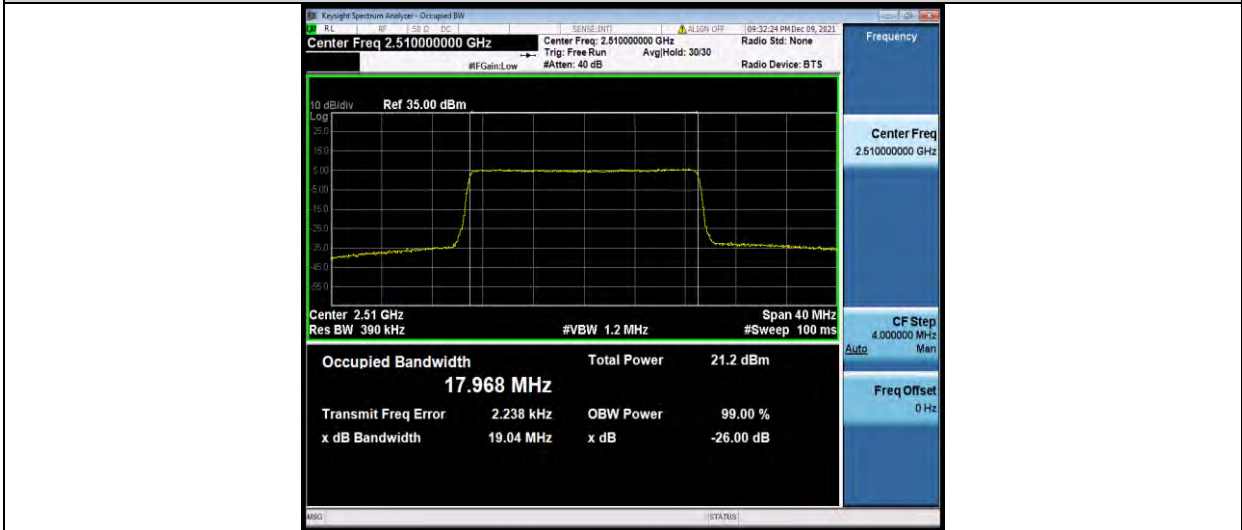 Keysight Spectrum Analyzer - Occupied BW
RL RF 50 Ω DC SENSE:INT ALIGN OFF 09:32:24 PM Dec 09, 2021
Center Freq 2.510000000 GHz
Center Freq: 2.510000000 GHz
Radio Std: None
Trig: Free Run Avg|Hold: 30/30
#IFGain:Low
#Atten: 40 dB
Radio Device: BTS
Frequency
10 dB/div Ref 35.00 dBm
Log
25.0
15.0
5.00
-5.00
-15.0
-25.0
-35.0
-45.0
-55.0
Center Freq
2.510000000 GHz
Center 2.51 GHz Span 40 MHz
Res BW 390 kHz #VBW 1.2 MHz #Sweep 100 ms
CF Step
4.000000 MHz
Auto Man
Occupied Bandwidth Total Power 21.2 dBm
17.968 MHz
Freq Offset
0 Hz
Transmit Freq Error 2.238 kHz OBW Power 99.00 %
x dB Bandwidth 19.04 MHz x dB -26.00 dB
MSG STATUS